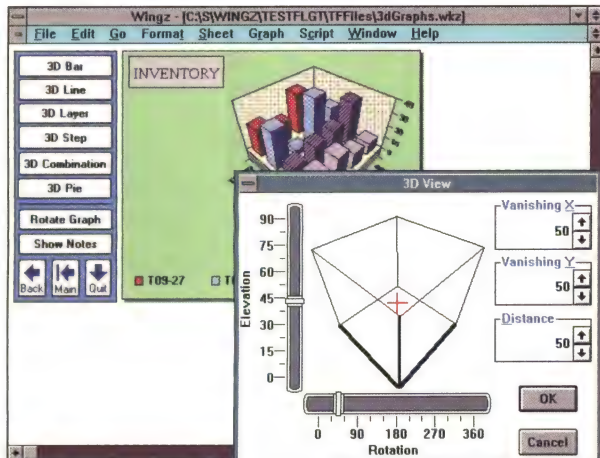 Wingz - [C:\S\WINGZ\TESTFLGT\TFFiles\3dGraphs.wkz]
File Edit Go Format Sheet Graph Script Window Help
3D Bar
3D Line
3D Layer
3D Step
3D Combination
3D Pie
Rotate Graph
Show Notes
Back Main Quit
INVENTORY
T09-27
3D View
Elevation
90
75
60
45
30
15
0
0 90 180 270 360
Rotation
Vanishing X
50
Vanishing Y
50
Distance
50
OK
Cancel